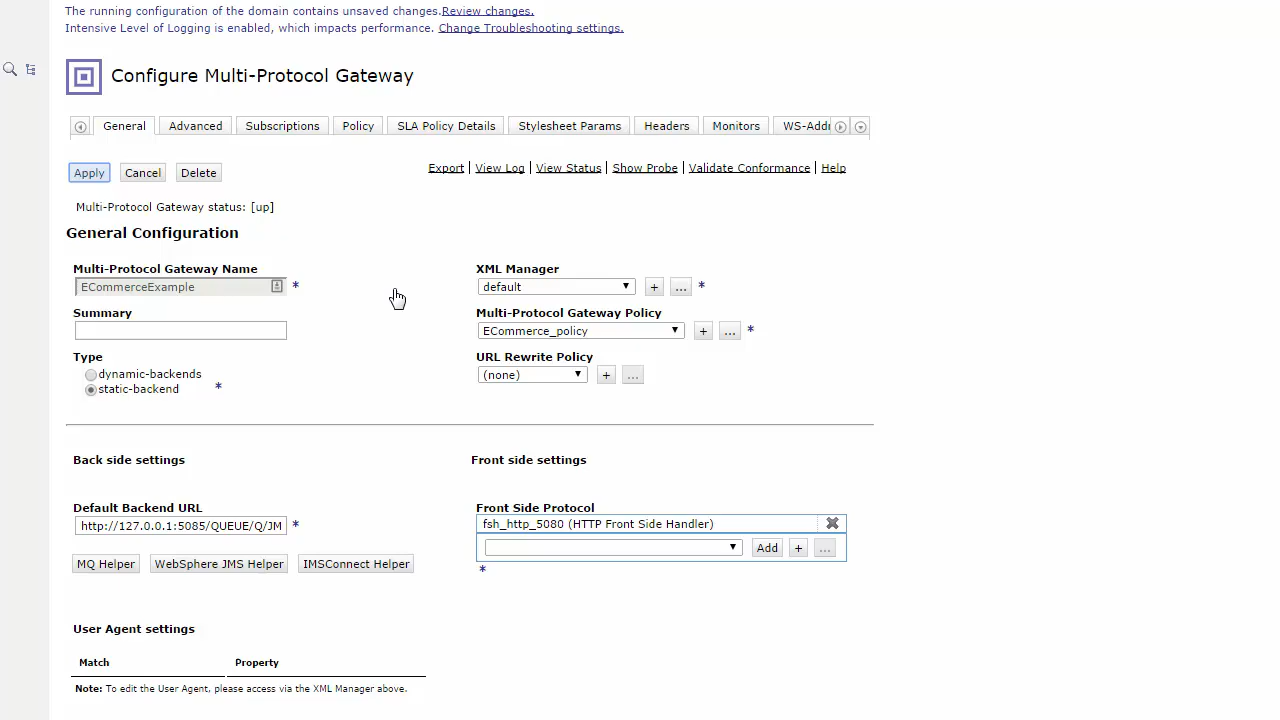 The running configuration of the domain contains unsaved changes.Review changes.
Intensive Level of Logging is enabled, which impacts performance. Change Troubleshooting settings.
Configure Multi-Protocol Gateway
General Advanced Subscriptions Policy SLA Policy Details Stylesheet Params Headers Monitors
Apply Cancel Delete
Export | View Log | View Status | Show Probe | Validate Conformance | Help
Multi-Protocol Gateway status: [up]
General Configuration
Multi-Protocol Gateway Name
ECommerceExample *
Summary
Type
dynamic-backends
static-backend *
XML Manager
default + ... *
Multi-Protocol Gateway Policy
ECommerce_policy + ... *
URL Rewrite Policy
(none) + ...
Back side settings
Default Backend URL
http://127.0.0.1:5085/QUEUE/Q/JM *
MQ Helper WebSphere JMS Helper IMSConnect Helper
Front side settings
Front Side Protocol
fsh_http_5080 (HTTP Front Side Handler)
Add + ...
*
User Agent settings
Match Property
Note: To edit the User Agent, please access via the XML Manager above.